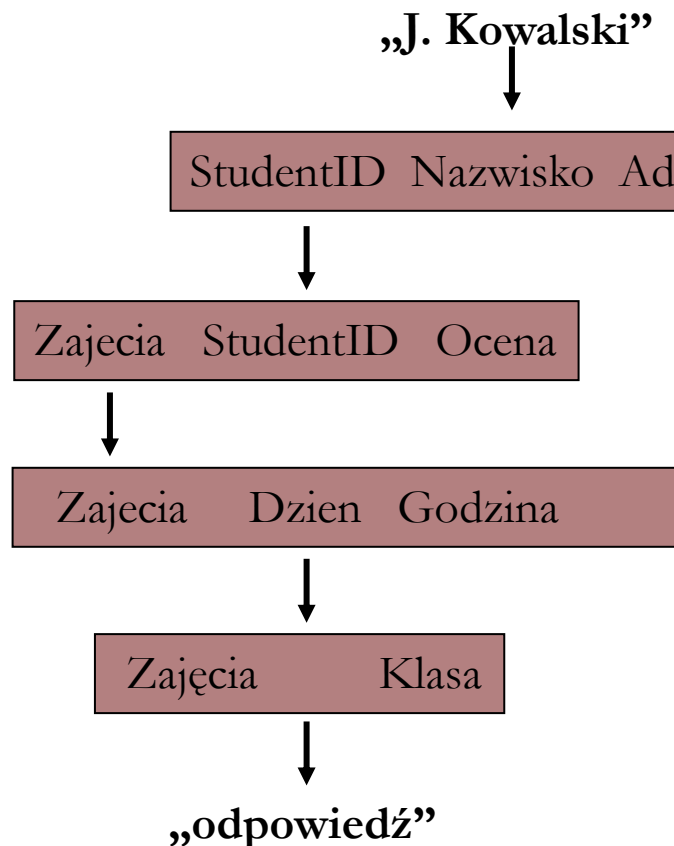 „J. Kowalski”
StudentID Nazwisko Ad
Zajecia StudentID Ocena
Zajecia Dzien Godzina
Zajęcia Klasa
„odpowiedź”